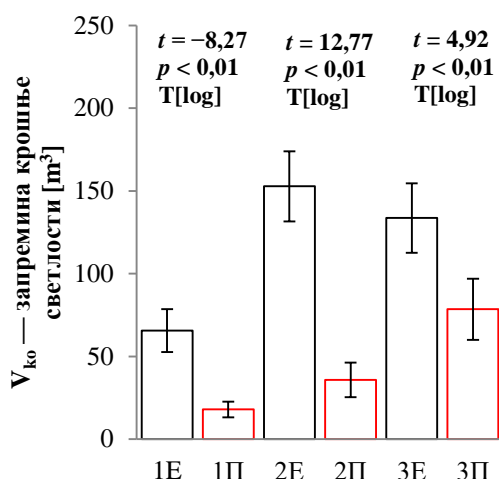 t = −8,27
p < 0,01
T[log]
t = 12,77
p < 0,01
T[log]
t = 4,92
p < 0,01
T[log]
V_ko — запремина крошње
светлости [m³]
250
200
150
100
50
0
1Е 1П 2Е 2П 3Е 3П